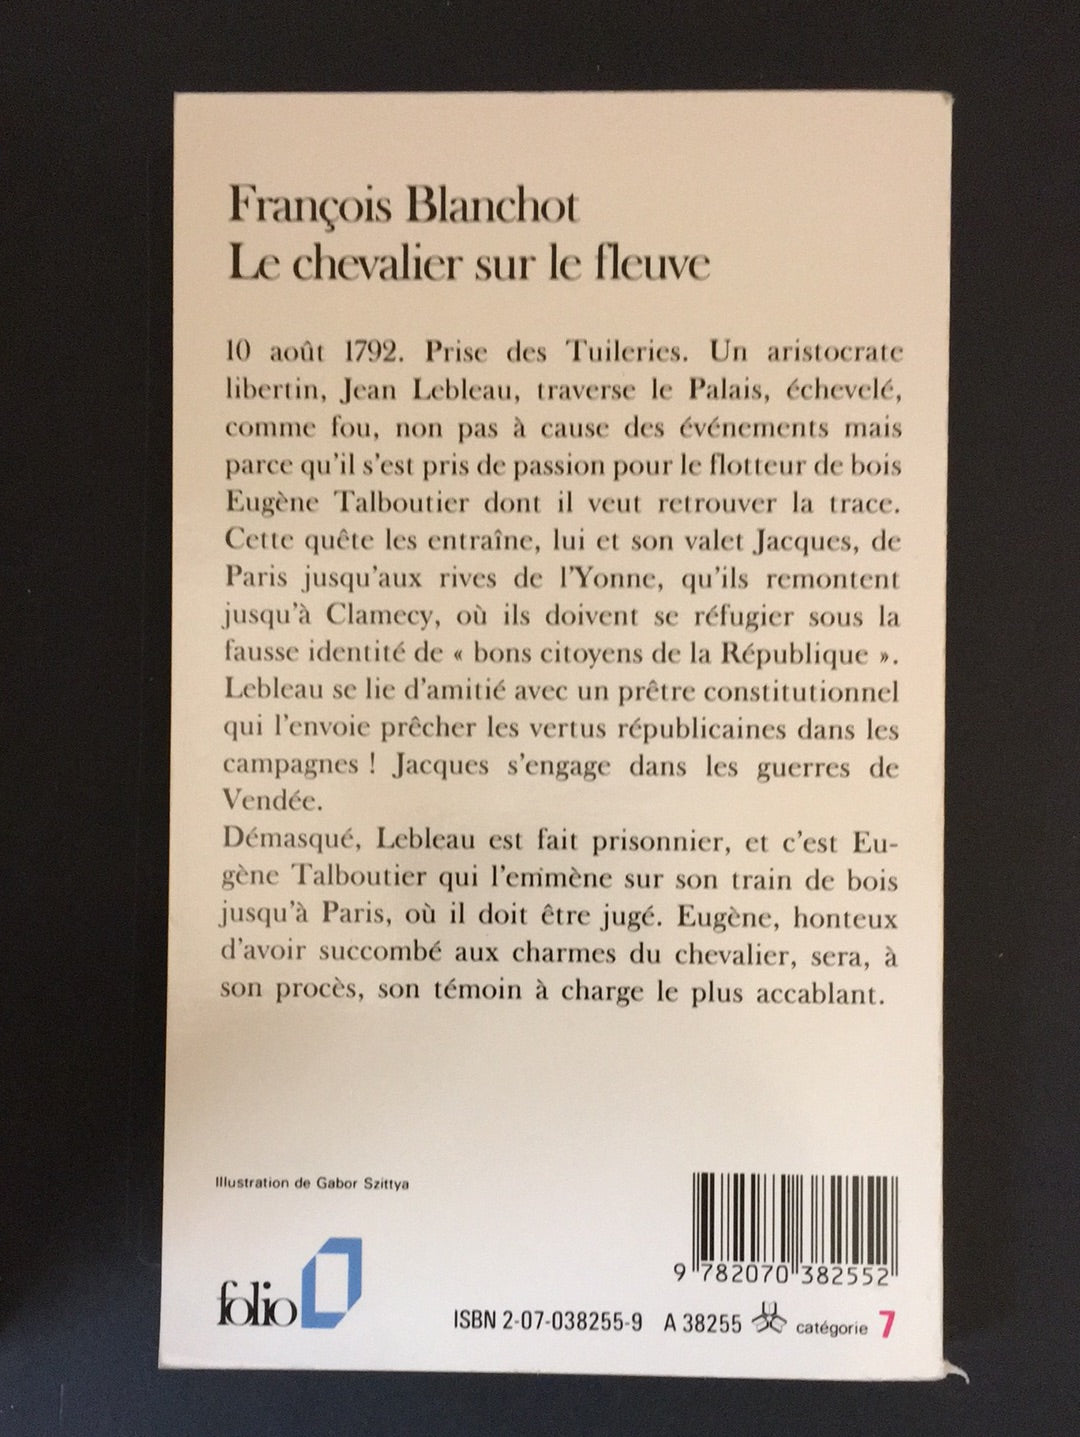 François Blanchot
Le chevalier sur le fleuve
10 août 1792. Prise des Tuileries. Un aristocrate
libertin, Jean Lebleau, traverse le Palais, échevelé,
comme fou, non pas à cause des événements mais
parce qu'il s'est pris de passion pour le flotteur de bois
Eugène Talboutier dont il veut retrouver la trace.
Cette quête les entraîne, lui et son valet Jacques, de
Paris jusqu'aux rives de l'Yonne, qu'ils remontent
jusqu'à Clamecy, où ils doivent se réfugier sous la
fausse identité de « bons citoyens de la République ».
Lebleau se lie d'amitié avec un prêtre constitutionnel
qui l'envoie prêcher les vertus républicaines dans les
campagnes ! Jacques s'engage dans les guerres de
Vendée.
Démasqué, Lebleau est fait prisonnier, et c'est Eu-
gène Talboutier qui l'emmène sur son train de bois
jusqu'à Paris, où il doit être jugé. Eugène, honteux
d'avoir succombé aux charmes du chevalier, sera, à
son procès, son témoin à charge le plus accablant.
Illustration de Gabor Szittya
9 782070 382552
folio
ISBN 2-07-038255-9 A 38255 catégorie 7